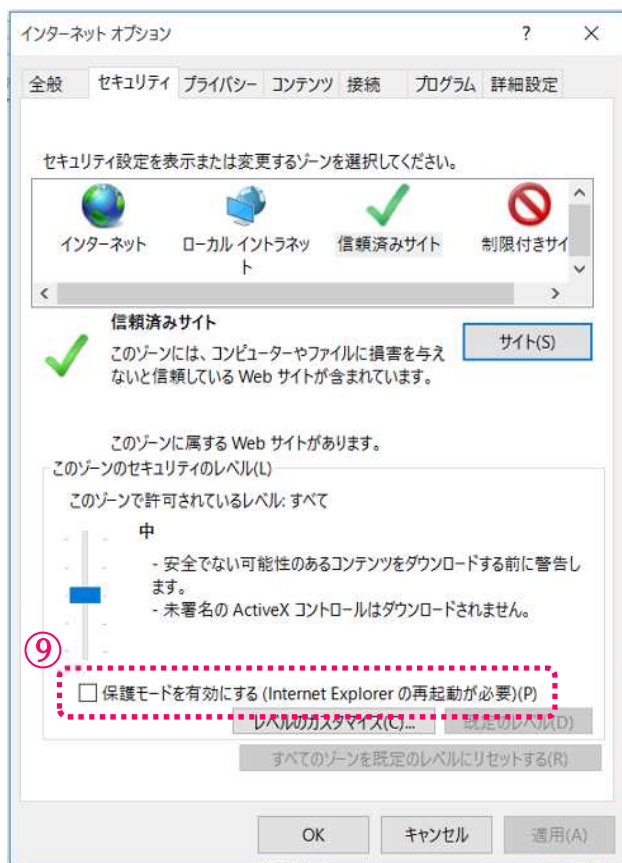 インターネット オプション
?
×
全般 セキュリティ プライバシー コンテンツ 接続 プログラム 詳細設定
セキュリティ設定を表示または変更するゾーンを選択してください。
インターネット
ローカル イントラネッ
ト
信頼済みサイト
制限付きサイ
信頼済みサイト
このゾーンには、コンピューターやファイルに損害を与え
ないと信頼している Web サイトが含まれています。
サイト(S)
このゾーンに属する Web サイトがあります。
このゾーンのセキュリティのレベル(L)
このゾーンで許可されているレベル: すべて
中
- 安全でない可能性のあるコンテンツをダウンロードする前に警告し
ます。
- 未署名の ActiveX コントロールはダウンロードされません。
⑨
保護モードを有効にする (Internet Explorer の再起動が必要)(P)
レベルのカスタマイズ(C)... 既定のレベル(D)
すべてのゾーンを既定のレベルにリセットする(R)
OK キャンセル 適用(A)